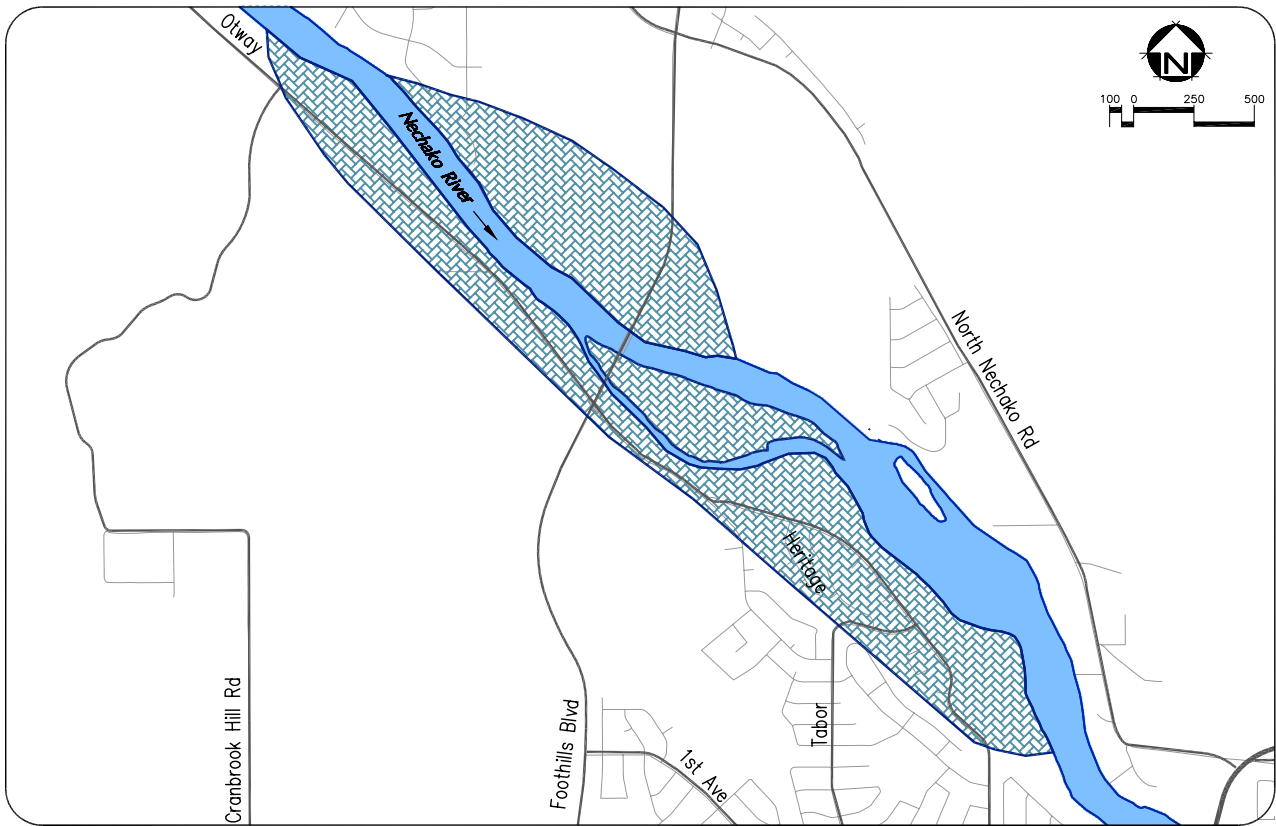 Otway
N
100 0 250 500
Nechako River
North Nechako Rd
Heritage
Cranbrook Hill Rd
Foothills Blvd
1st Ave
Tabor